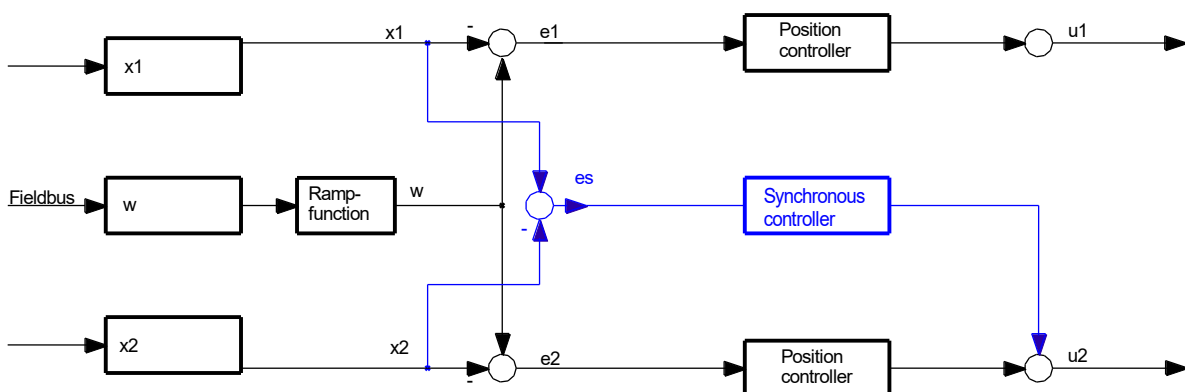 x1
x1
-
e1
Position
controller
u1
Fieldbus
w
Ramp-
function
w
es
-
Synchronous
controller
x2
x2
-
e2
Position
controller
u2